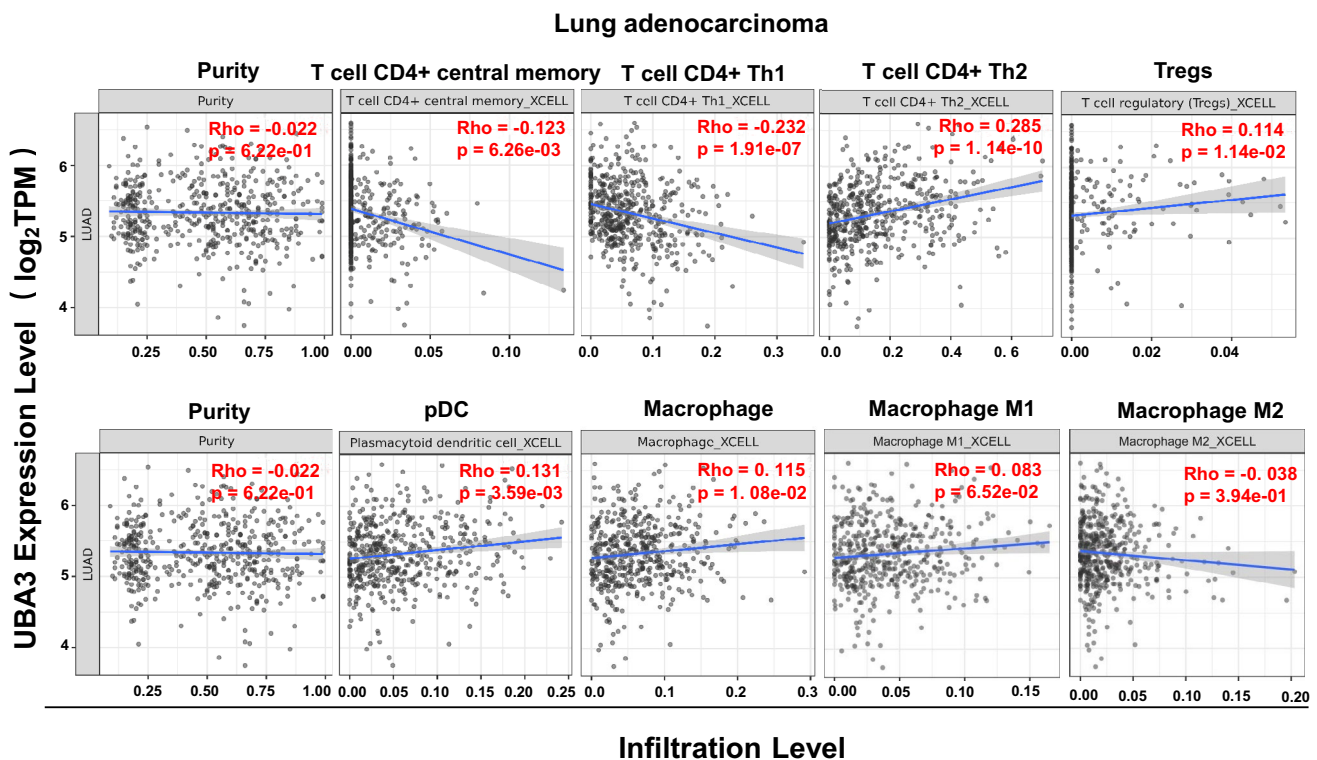 Lung adenocarcinoma
Purity
T cell CD4+ central memory
T cell CD4+ Th1
T cell CD4+ Th2
Tregs
Purity
T cell CD4+ central memory_XCELL
T cell CD4+ Th1_XCELL
T cell CD4+ Th2_XCELL
T cell regulatory (Tregs)_XCELL
Rho = -0.022
p = 6.22e-01
Rho = -0.123
p = 6.26e-03
Rho = -0.232
p = 1.91e-07
Rho = 0.285
p = 1. 14e-10
Rho = 0.114
p = 1.14e-02
UBA3 Expression Level ( log2TPM )
LUAD
6
5
4
0.25 0.50 0.75 1.00
0.00 0.05 0.10
0.0 0.1 0.2 0.3
0.0 0.2 0.4 0.6
0.00 0.02 0.04
Purity
pDC
Macrophage
Macrophage M1
Macrophage M2
Purity
Plasmacytoid dendritic cell_XCELL
Macrophage_XCELL
Macrophage M1_XCELL
Macrophage M2_XCELL
Rho = -0.022
p = 6.22e-01
Rho = 0.131
p = 3.59e-03
Rho = 0. 115
p = 1. 08e-02
Rho = 0. 083
p = 6.52e-02
Rho = -0. 038
p = 3.94e-01
LUAD
6
5
4
0.25 0.50 0.75 1.00
0.00 0.05 0.10 0.15 0.20 0.25
0.0 0.1 0.2 0.3
0.00 0.05 0.10 0.15
0.00 0.05 0.10 0.15 0.20
Infiltration Level